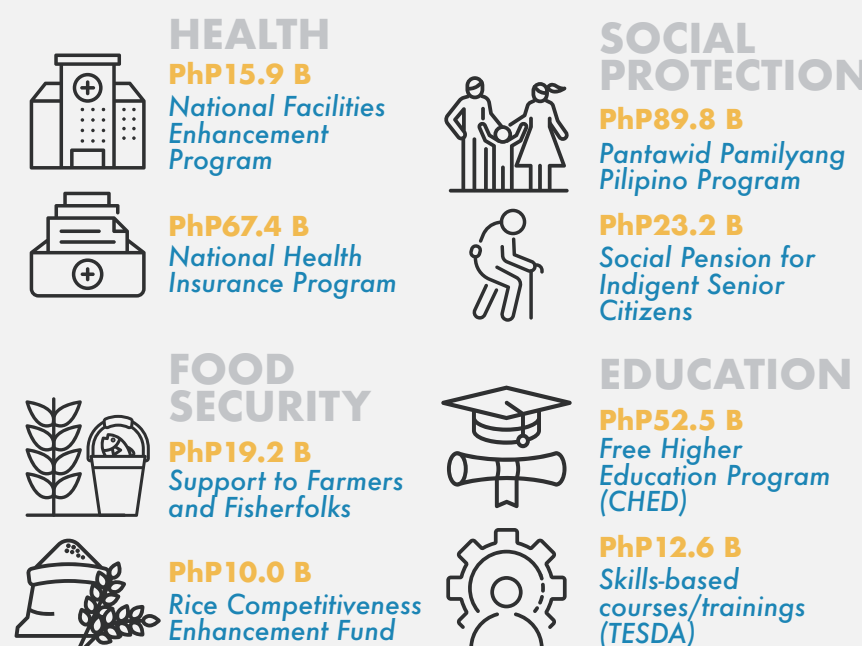 HEALTH
PhP15.9 B
National Facilities
Enhancement
Program
PhP67.4 B
National Health
Insurance Program
SOCIAL
PROTECTION
PhP89.8 B
Pantawid Pamilyang
Pilipino Program
PhP23.2 B
Social Pension for
Indigent Senior
Citizens
FOOD
SECURITY
PhP19.2 B
Support to Farmers
and Fisherfolks
PhP10.0 B
Rice Competitiveness
Enhancement Fund
EDUCATION
PhP52.5 B
Free Higher
Education Program
(CHED)
PhP12.6 B
Skills-based
courses/trainings
(TESDA)